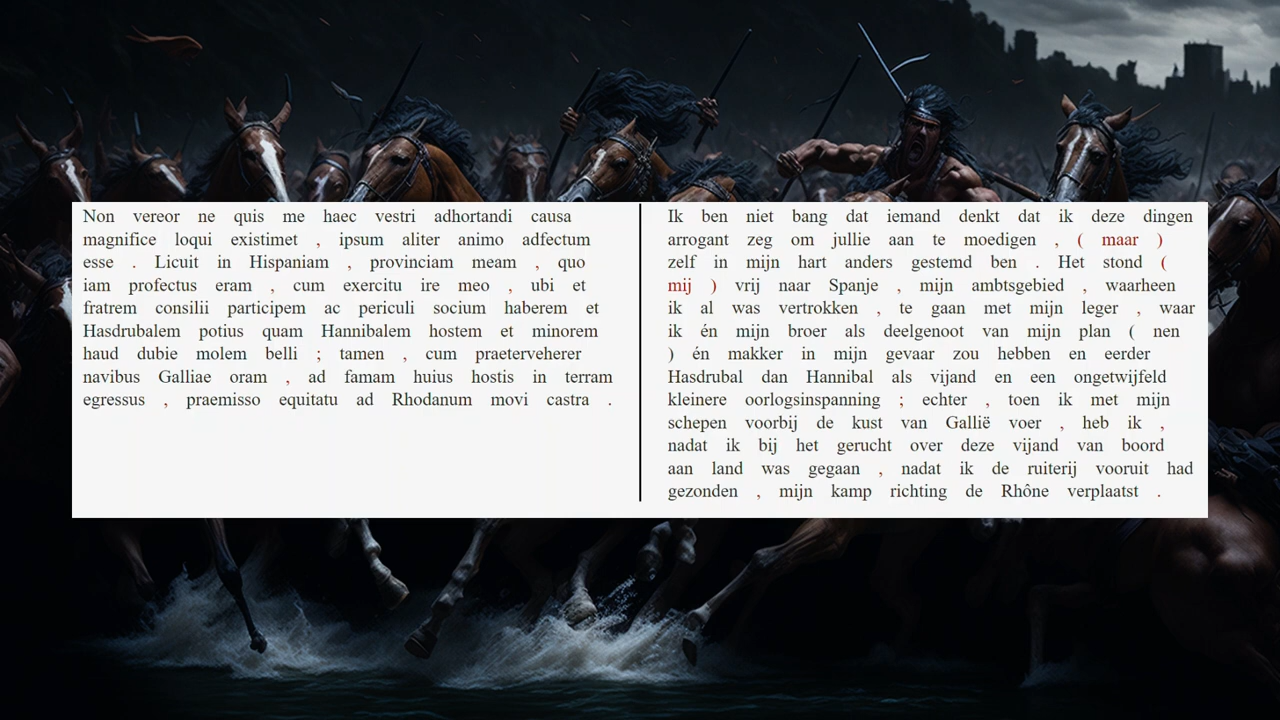 Non vereor ne quis me haec vestri adhortandi causa
magnifice loqui existimet , ipsum aliter animo adfectum
esse . Licuit in Hispaniam , provinciam meam , quo
iam profectus eram , cum exercitu ire meo , ubi et
fratrem consilii participem ac periculi socium haberem et
Hasdrubalem potius quam Hannibalem hostem et minorem
haud dubie molem belli ; tamen , cum praeterveherer
navibus Galliae oram , ad famam huius hostis in terram
egressus , praemisso equitatu ad Rhodanum movi castra .
Ik ben niet bang dat iemand denkt dat ik deze dingen
arrogant zeg om jullie aan te moedigen , ( maar )
zelf in mijn hart anders gestemd ben . Het stond (
mij ) vrij naar Spanje , mijn ambtsgebied , waarheen
ik al was vertrokken , te gaan met mijn leger , waar
ik én mijn broer als deelgenoot van mijn plan ( nen
) én makker in mijn gevaar zou hebben en eerder
Hasdrubal dan Hannibal als vijand en een ongetwijfeld
kleinere oorlogsinspanning ; echter , toen ik met mijn
schepen voorbij de kust van Gallië voer , heb ik ,
nadat ik bij het gerucht over deze vijand van boord
aan land was gegaan , nadat ik de ruiterij vooruit had
gezonden , mijn kamp richting de Rhône verplaatst .